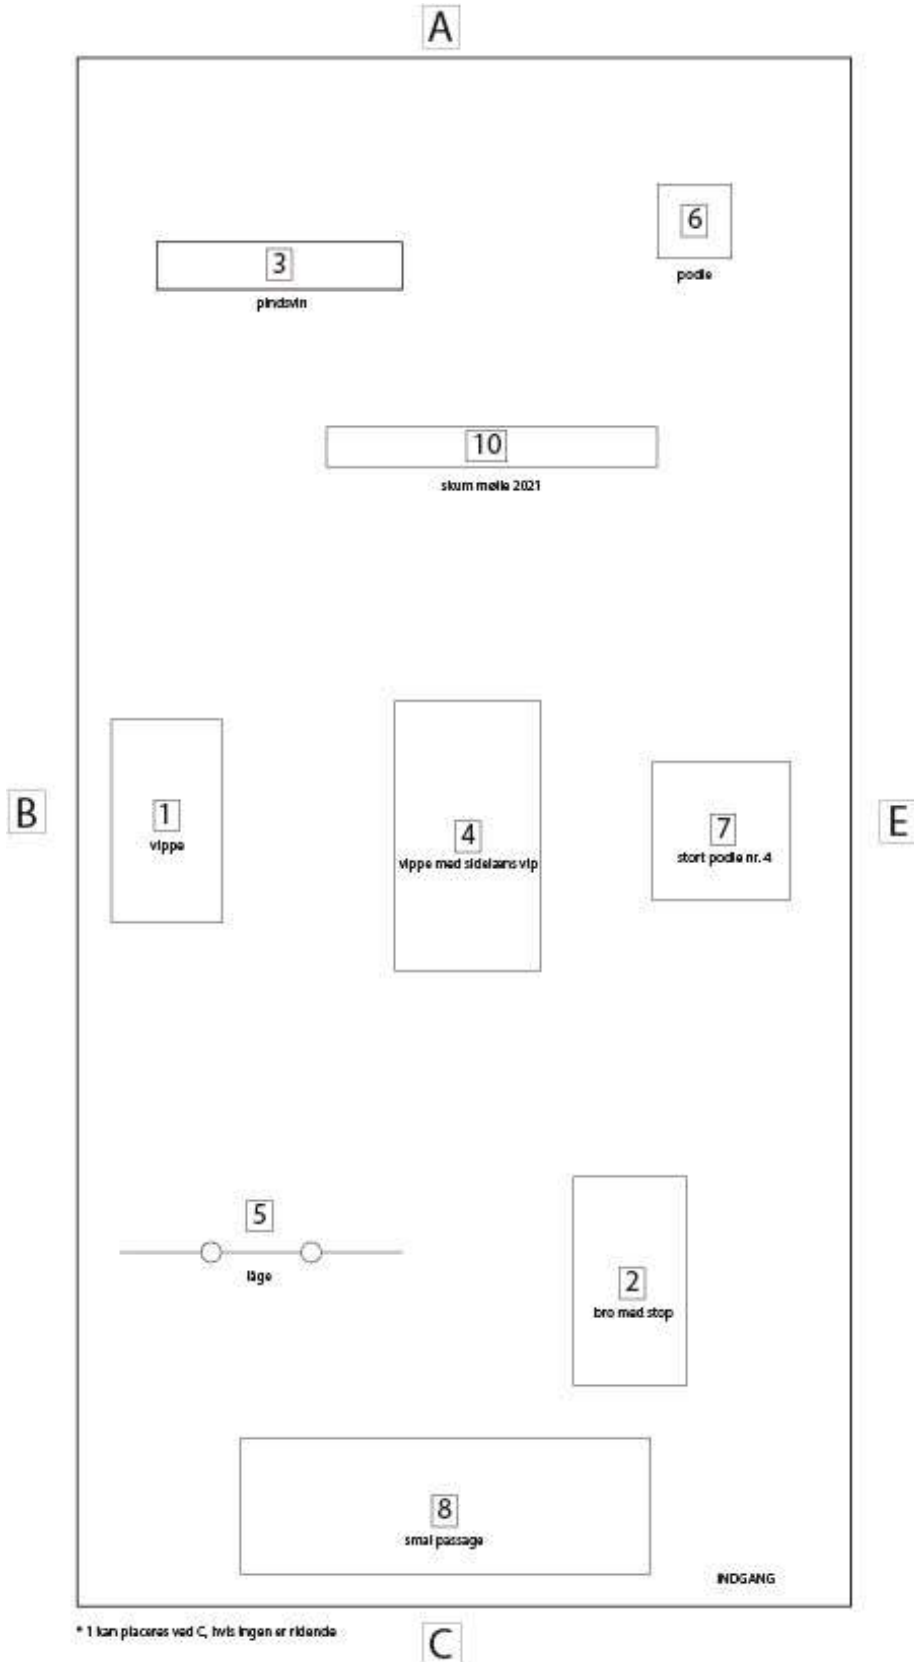 A
6
podie
3
pindsvin
10
skum mølle 2021
B
1
vippe
4
vippe med sidelæns vip
7
stort podie nr. 4
E
5
låge
2
bro med stop
8
smal passage
INDGANG
* 1 kan placeres ved C, hvis ingen er ridende
C